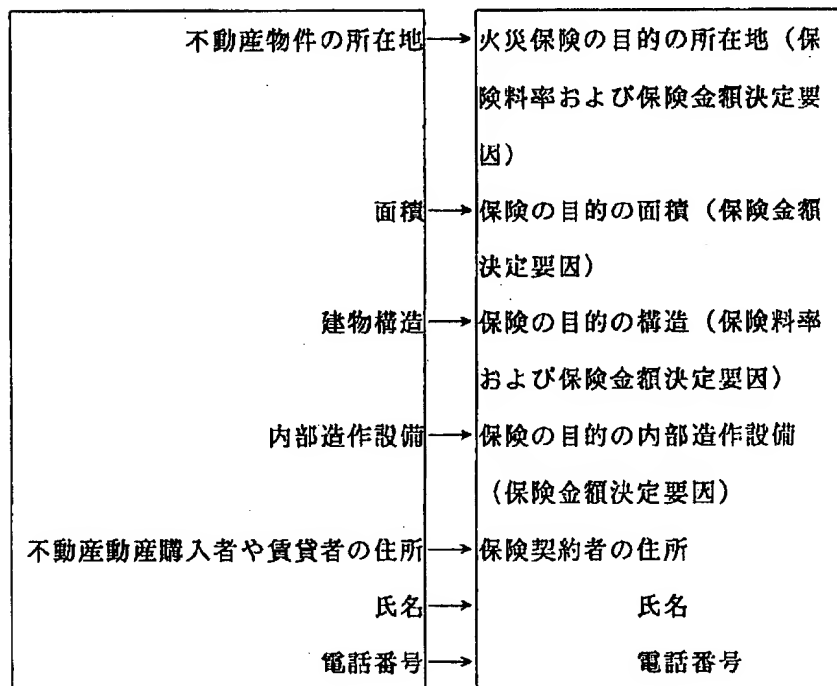 不動産物件の所在地→火災保険の目的の所在地（保
険料率および保険金額決定要
因）
面積→保険の目的の面積（保険金額
決定要因）
建物構造→保険の目的の構造（保険料率
および保険金額決定要因）
内部造作設備→保険の目的の内部造作設備
（保険金額決定要因）
不動産動産購入者や賃貸者の住所→保険契約者の住所
氏名→氏名
電話番号→電話番号